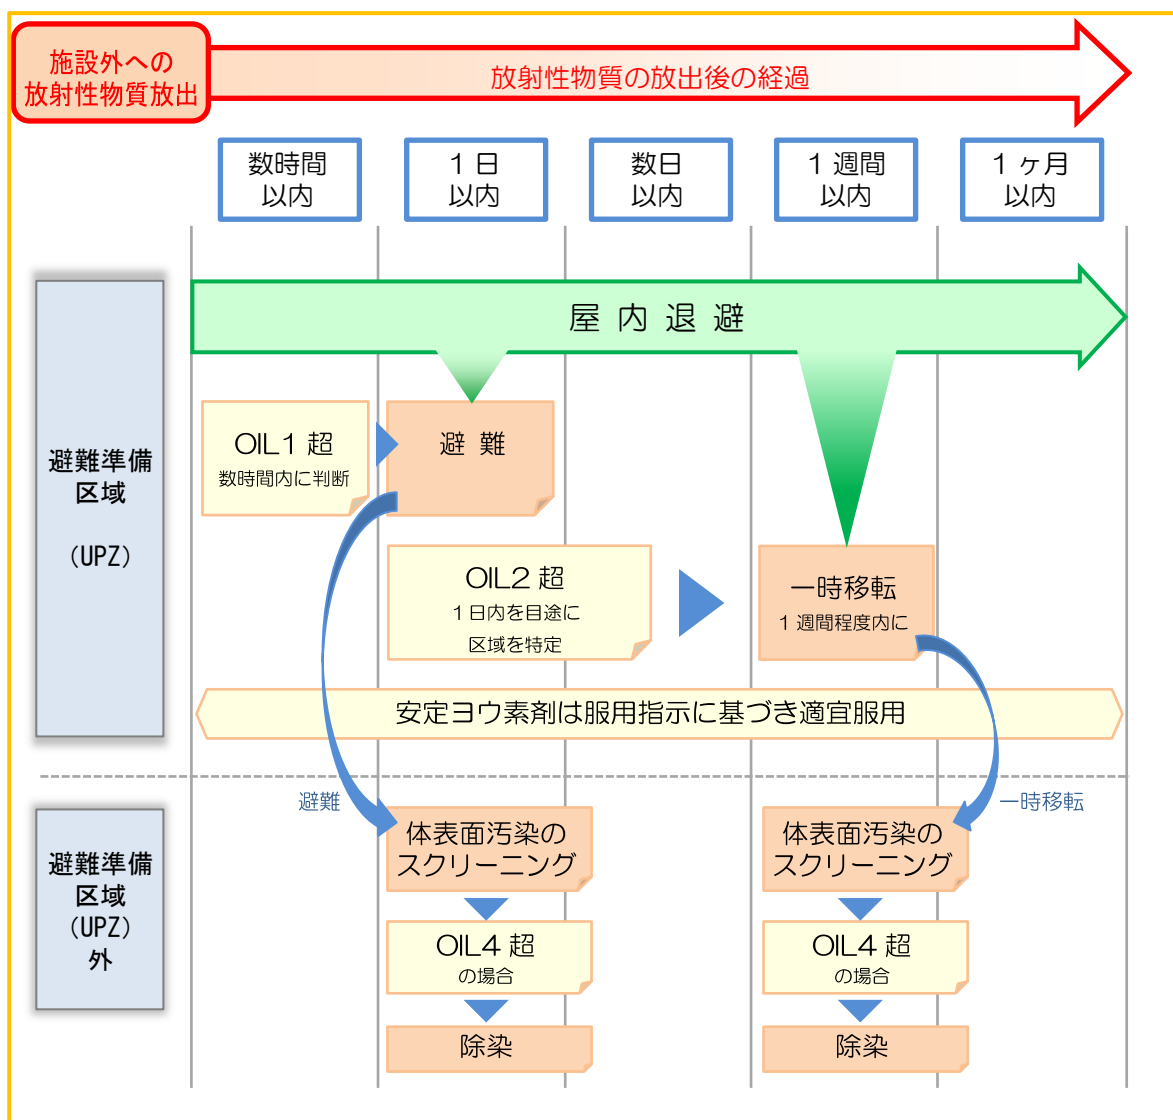 施設外への
放射性物質放出
放射性物質の放出後の経過
数時間
以内
1日
以内
数日
以内
1週間
以内
1ヶ月
以内
避難準備
区域
（UPZ）
屋内退避
OIL1超
数時間内に判断
避難
OIL2超
1日内を目途に
区域を特定
一時移転
1週間程度内に
安定ヨウ素剤は服用指示に基づき適宜服用
避難準備
区域
（UPZ）
外
避難
一時移転
体表面汚染の
スクリーニング
OIL4超
の場合
除染
体表面汚染の
スクリーニング
OIL4超
の場合
除染